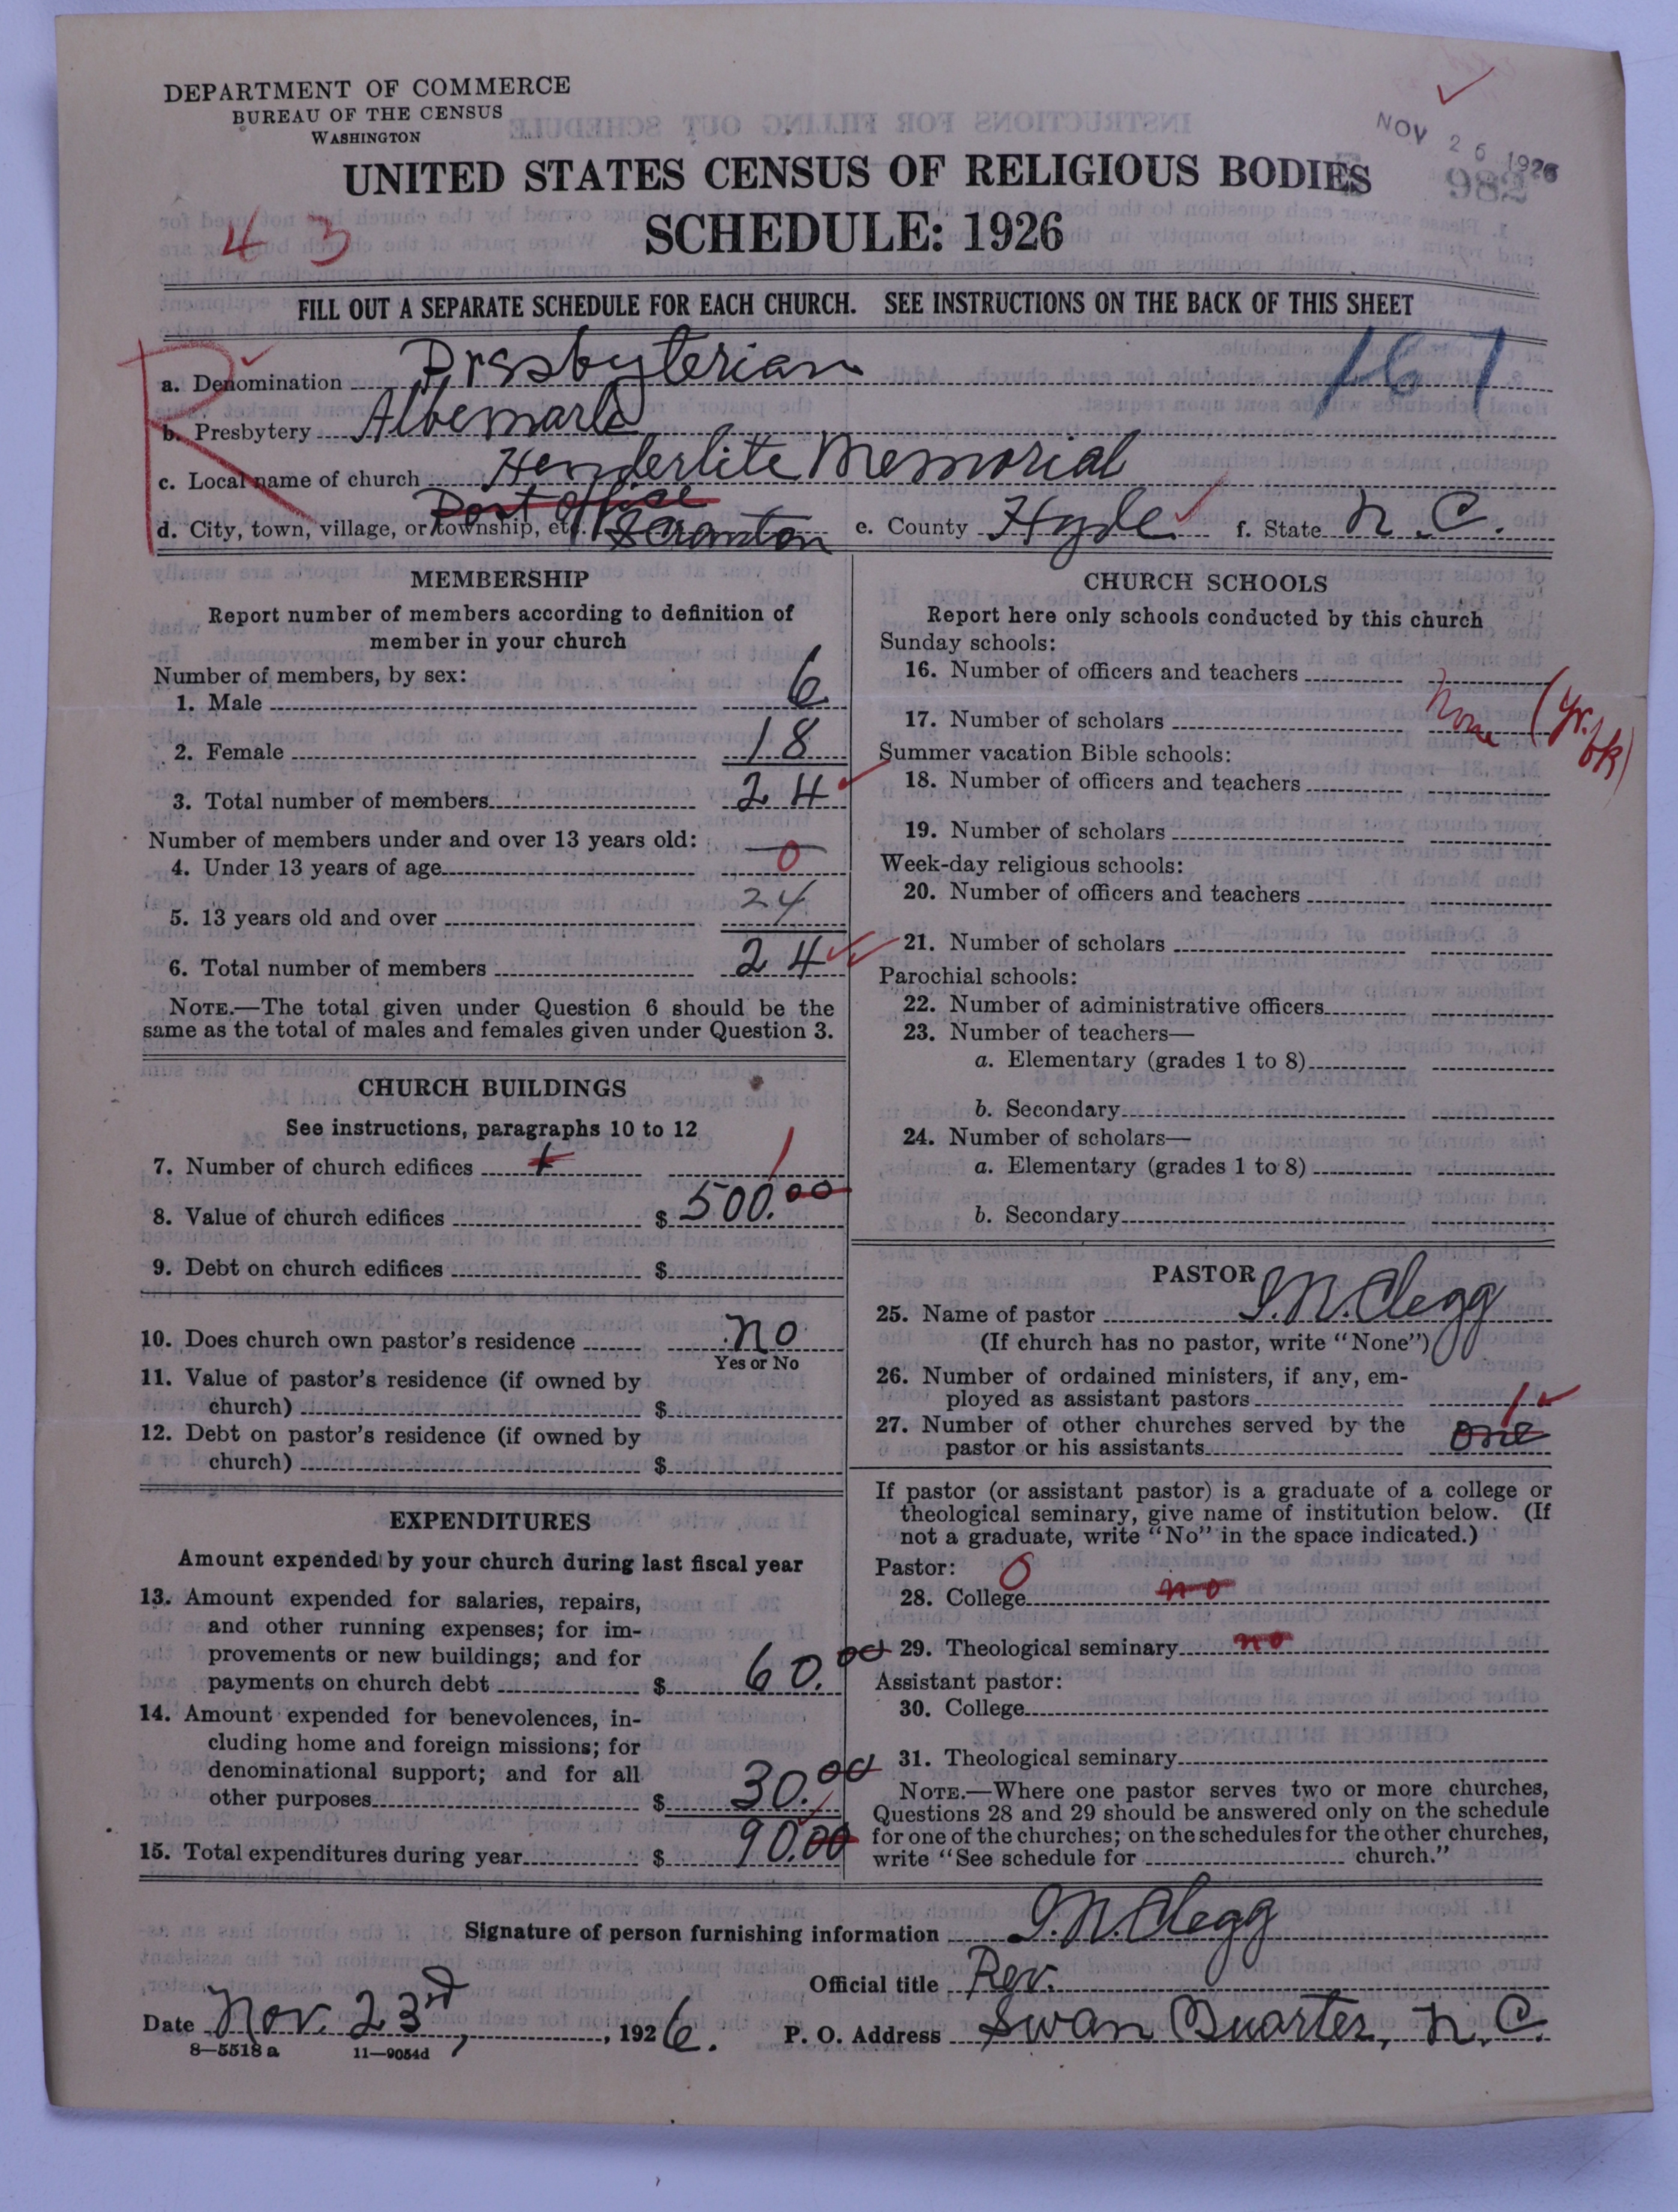 DEPARTMENT OF COMMERCE
BUREAU OF THE CENSUS
WASHINGTON
NOV 26 1926
982
UNITED STATES CENSUS OF RELIGIOUS BODIES
SCHEDULE: 1926
43
FILL OUT A SEPARATE SCHEDULE FOR EACH CHURCH. SEE INSTRUCTIONS ON THE BACK OF THIS SHEET
167
a. Denomination Presbyterian
b. Presbytery Albemarle
c. Local name of church Henderlite Memorial
Post office
d. City, town, village, or township, etc. Scranton e. County Hyde f. State N.C.
MEMBERSHIP
Report number of members according to definition of
member in your church
Number of members, by sex:
1. Male 6
2. Female 18
3. Total number of members 24
Number of members under and over 13 years old:
4. Under 13 years of age 0
5. 13 years old and over 24
6. Total number of members 24
NOTE.—The total given under Question 6 should be the
same as the total of males and females given under Question 3.
CHURCH BUILDINGS
See instructions, paragraphs 10 to 12
7. Number of church edifices 1 1
8. Value of church edifices $ 500.00
9. Debt on church edifices $
10. Does church own pastor's residence no
Yes or No
11. Value of pastor's residence (if owned by
church) $
12. Debt on pastor's residence (if owned by
church) $
EXPENDITURES
Amount expended by your church during last fiscal year
13. Amount expended for salaries, repairs,
and other running expenses; for im-
provements or new buildings; and for
payments on church debt $ 60.00
14. Amount expended for benevolences, in-
cluding home and foreign missions; for
denominational support; and for all
other purposes $ 30.00
15. Total expenditures during year $ 90.00
CHURCH SCHOOLS
Report here only schools conducted by this church
Sunday schools:
16. Number of officers and teachers
none (Yr. bk)
17. Number of scholars
Summer vacation Bible schools:
18. Number of officers and teachers
19. Number of scholars
Week-day religious schools:
20. Number of officers and teachers
21. Number of scholars
Parochial schools:
22. Number of administrative officers
23. Number of teachers—
a. Elementary (grades 1 to 8)
b. Secondary
24. Number of scholars—
a. Elementary (grades 1 to 8)
b. Secondary
PASTOR
25. Name of pastor I.N. Clegg
(If church has no pastor, write "None")
26. Number of ordained ministers, if any, em-
ployed as assistant pastors
1
27. Number of other churches served by the
pastor or his assistants one
If pastor (or assistant pastor) is a graduate of a college or
theological seminary, give name of institution below. (If
not a graduate, write "No" in the space indicated.)
Pastor: 0
28. College no
29. Theological seminary no
Assistant pastor:
30. College
31. Theological seminary
NOTE.—Where one pastor serves two or more churches,
Questions 28 and 29 should be answered only on the schedule
for one of the churches; on the schedules for the other churches,
write "See schedule for church."
Signature of person furnishing information I.N. Clegg
Official title Rev.
Date Nov. 23rd, 1926. P. O. Address Swan Quarter, N.C.
8—5518a 11—9054d